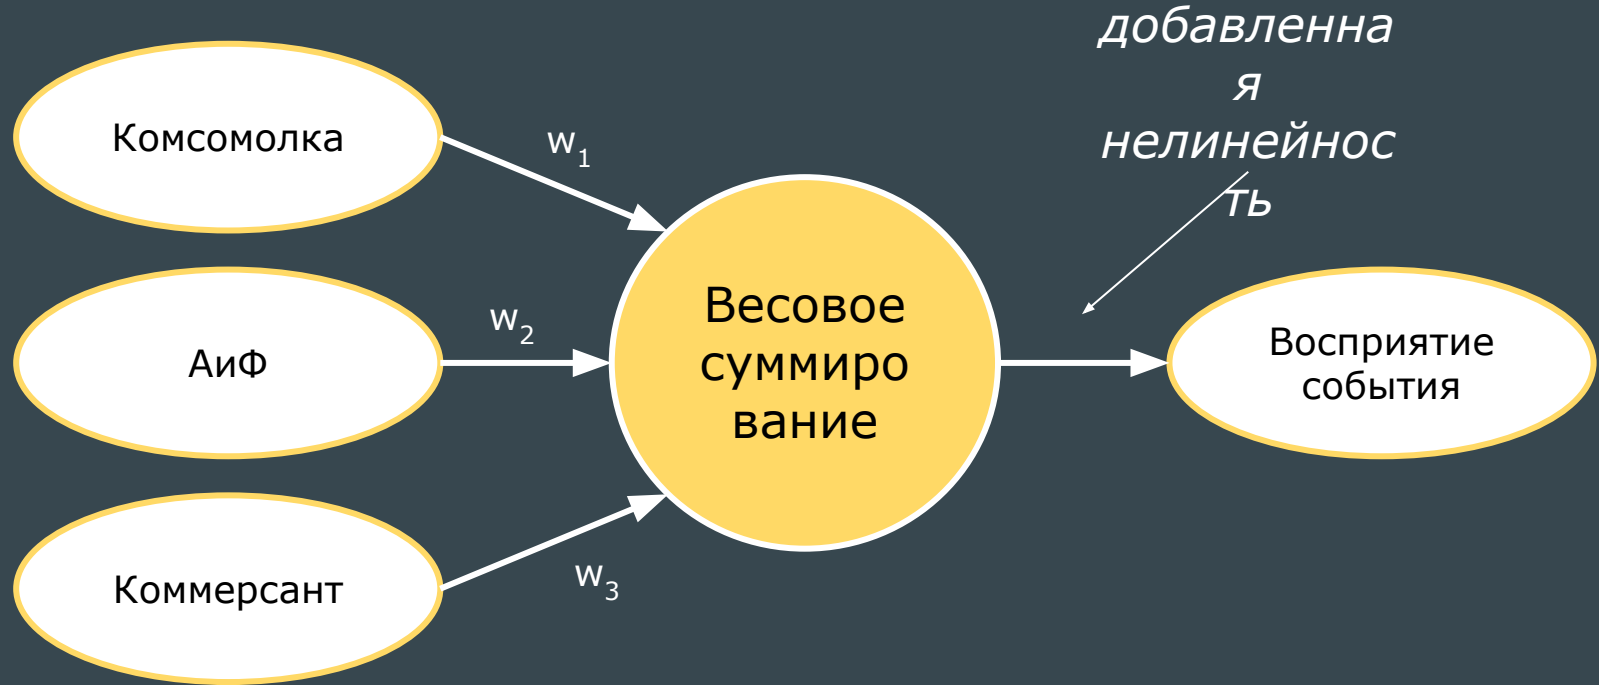 добавленна
я
нелинейнос
ть
Комсомолка
w1
АиФ
w2
Весовое
суммиро
вание
Восприятие
события
Коммерсант
w3